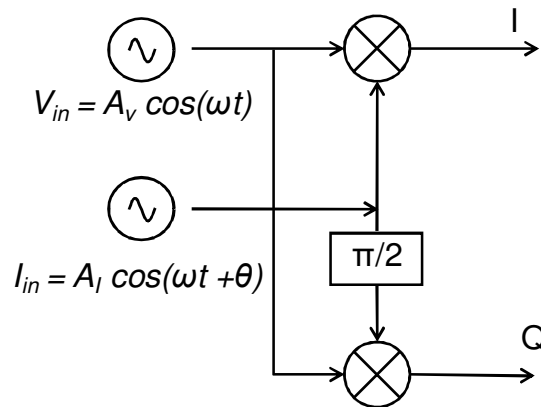 I
V_in = A_v cos(ωt)
I_in = A_I cos(ωt +θ)
π/2
Q